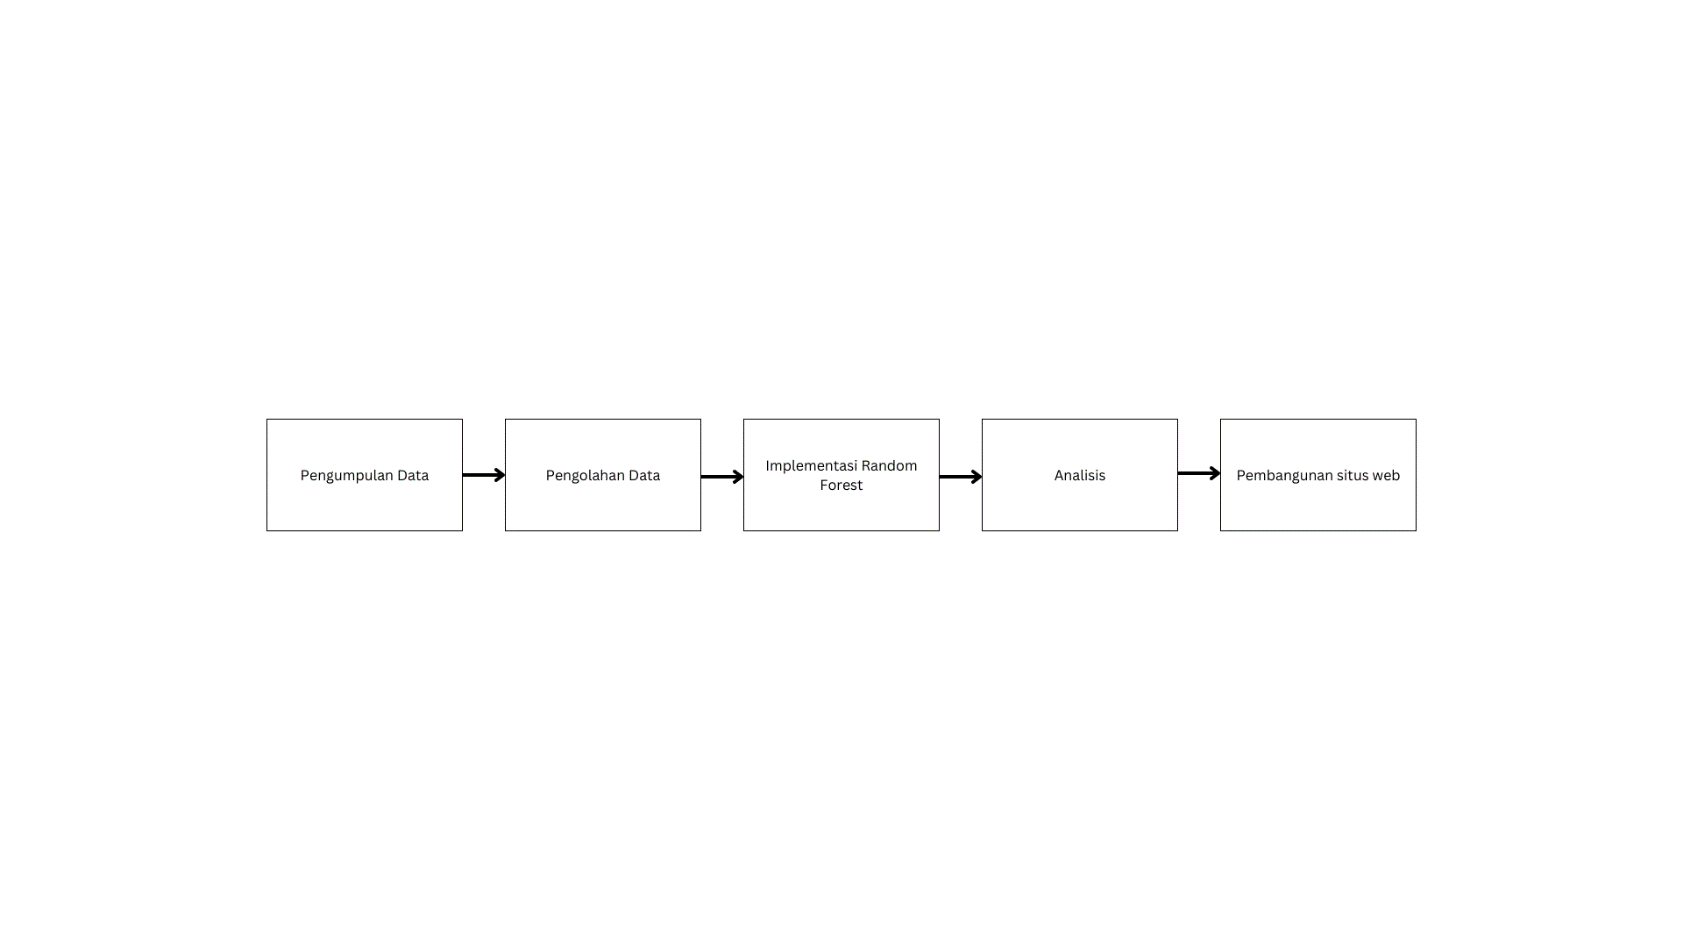 Pengumpulan Data
Pengolahan Data
Implementasi Random
Forest
Analisis
Pembangunan situs web